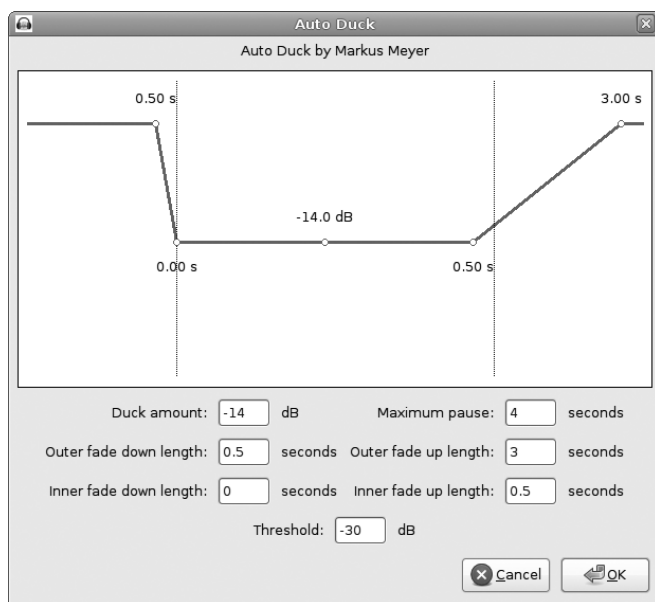 Auto Duck
Auto Duck by Markus Meyer
0.50 s
3.00 s
-14.0 dB
0.00 s
0.50 s
Duck amount: -14 dB
Maximum pause: 4 seconds
Outer fade down length: 0.5 seconds
Outer fade up length: 3 seconds
Inner fade down length: 0 seconds
Inner fade up length: 0.5 seconds
Threshold: -30 dB
Cancel
OK